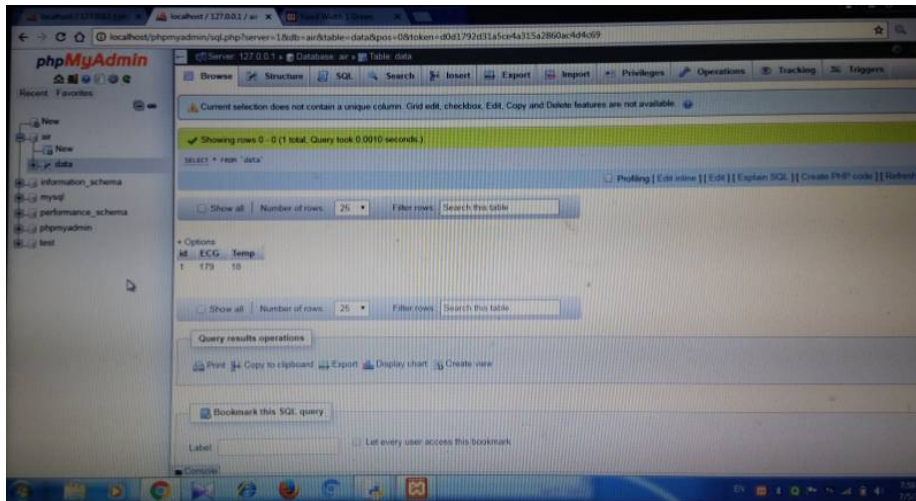 localhost / 127.0.0.1 / air
localhost/phpmyadmin/sql.php?server=1&db=air&table=data&pos=0&token=d0d1792d31a5ce4a315a2860ac4d4c69
phpMyAdmin
Recent Favorites
New
air
New
data
information_schema
mysql
performance_schema
phpmyadmin
test
Server: 127.0.0.1 » Database: air » Table: data
Browse Structure SQL Search Insert Export Import Privileges Operations Tracking Triggers
Current selection does not contain a unique column. Grid edit, checkbox, Edit, Copy and Delete features are not available.
Showing rows 0 - 0 (1 total, Query took 0.0010 seconds.)
SELECT * FROM `data`
Profiling [ Edit inline ] [ Edit ] [ Explain SQL ] [ Create PHP code ] [ Refresh
Show all Number of rows: 25 Filter rows: Search this table
+ Options
id ECG Temp
1 179 10
Show all Number of rows: 25 Filter rows: Search this table
Query results operations
Print Copy to clipboard Export Display chart Create view
Bookmark this SQL query
Label: Let every user access this bookmark
Console
EN